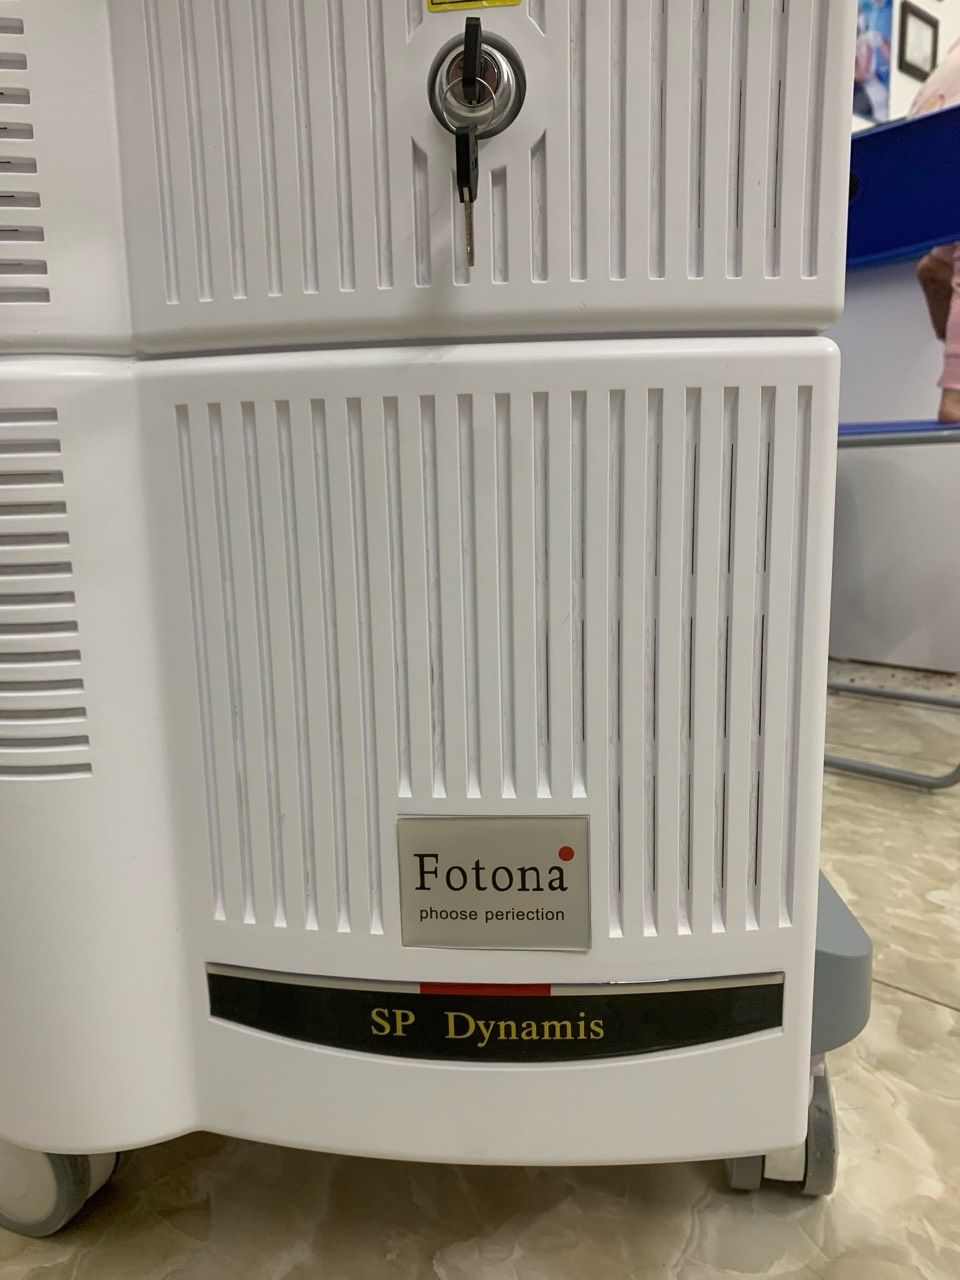 Fotona
phoose periection
SP Dynamis